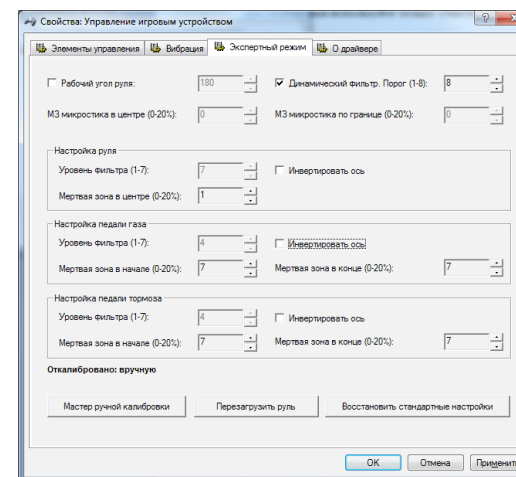 Свойства: Управление игровым устройством
Элементы управления Вибрация Экспертный режим О драйвере
Рабочий угол руля: 180 Динамический фильтр. Порог (1-8): 8
МЗ микростика в центре (0-20%): 0 МЗ микростика по границе (0-20%): 0
Настройка руля
Уровень фильтра (1-7): 7 Инвертировать ось
Мертвая зона в центре (0-20%): 1
Настройка педали газа
Уровень фильтра (1-7): 4 Инвертировать ось
Мертвая зона в начале (0-20%): 7 Мертвая зона в конце (0-20%): 7
Настройка педали тормоза
Уровень фильтра (1-7): 4 Инвертировать ось
Мертвая зона в начале (0-20%): 7 Мертвая зона в конце (0-20%): 7
Откалибровано: вручную
Мастер ручной калибровки Перезагрузить руль Восстановить стандартные настройки
OK Отмена Применит